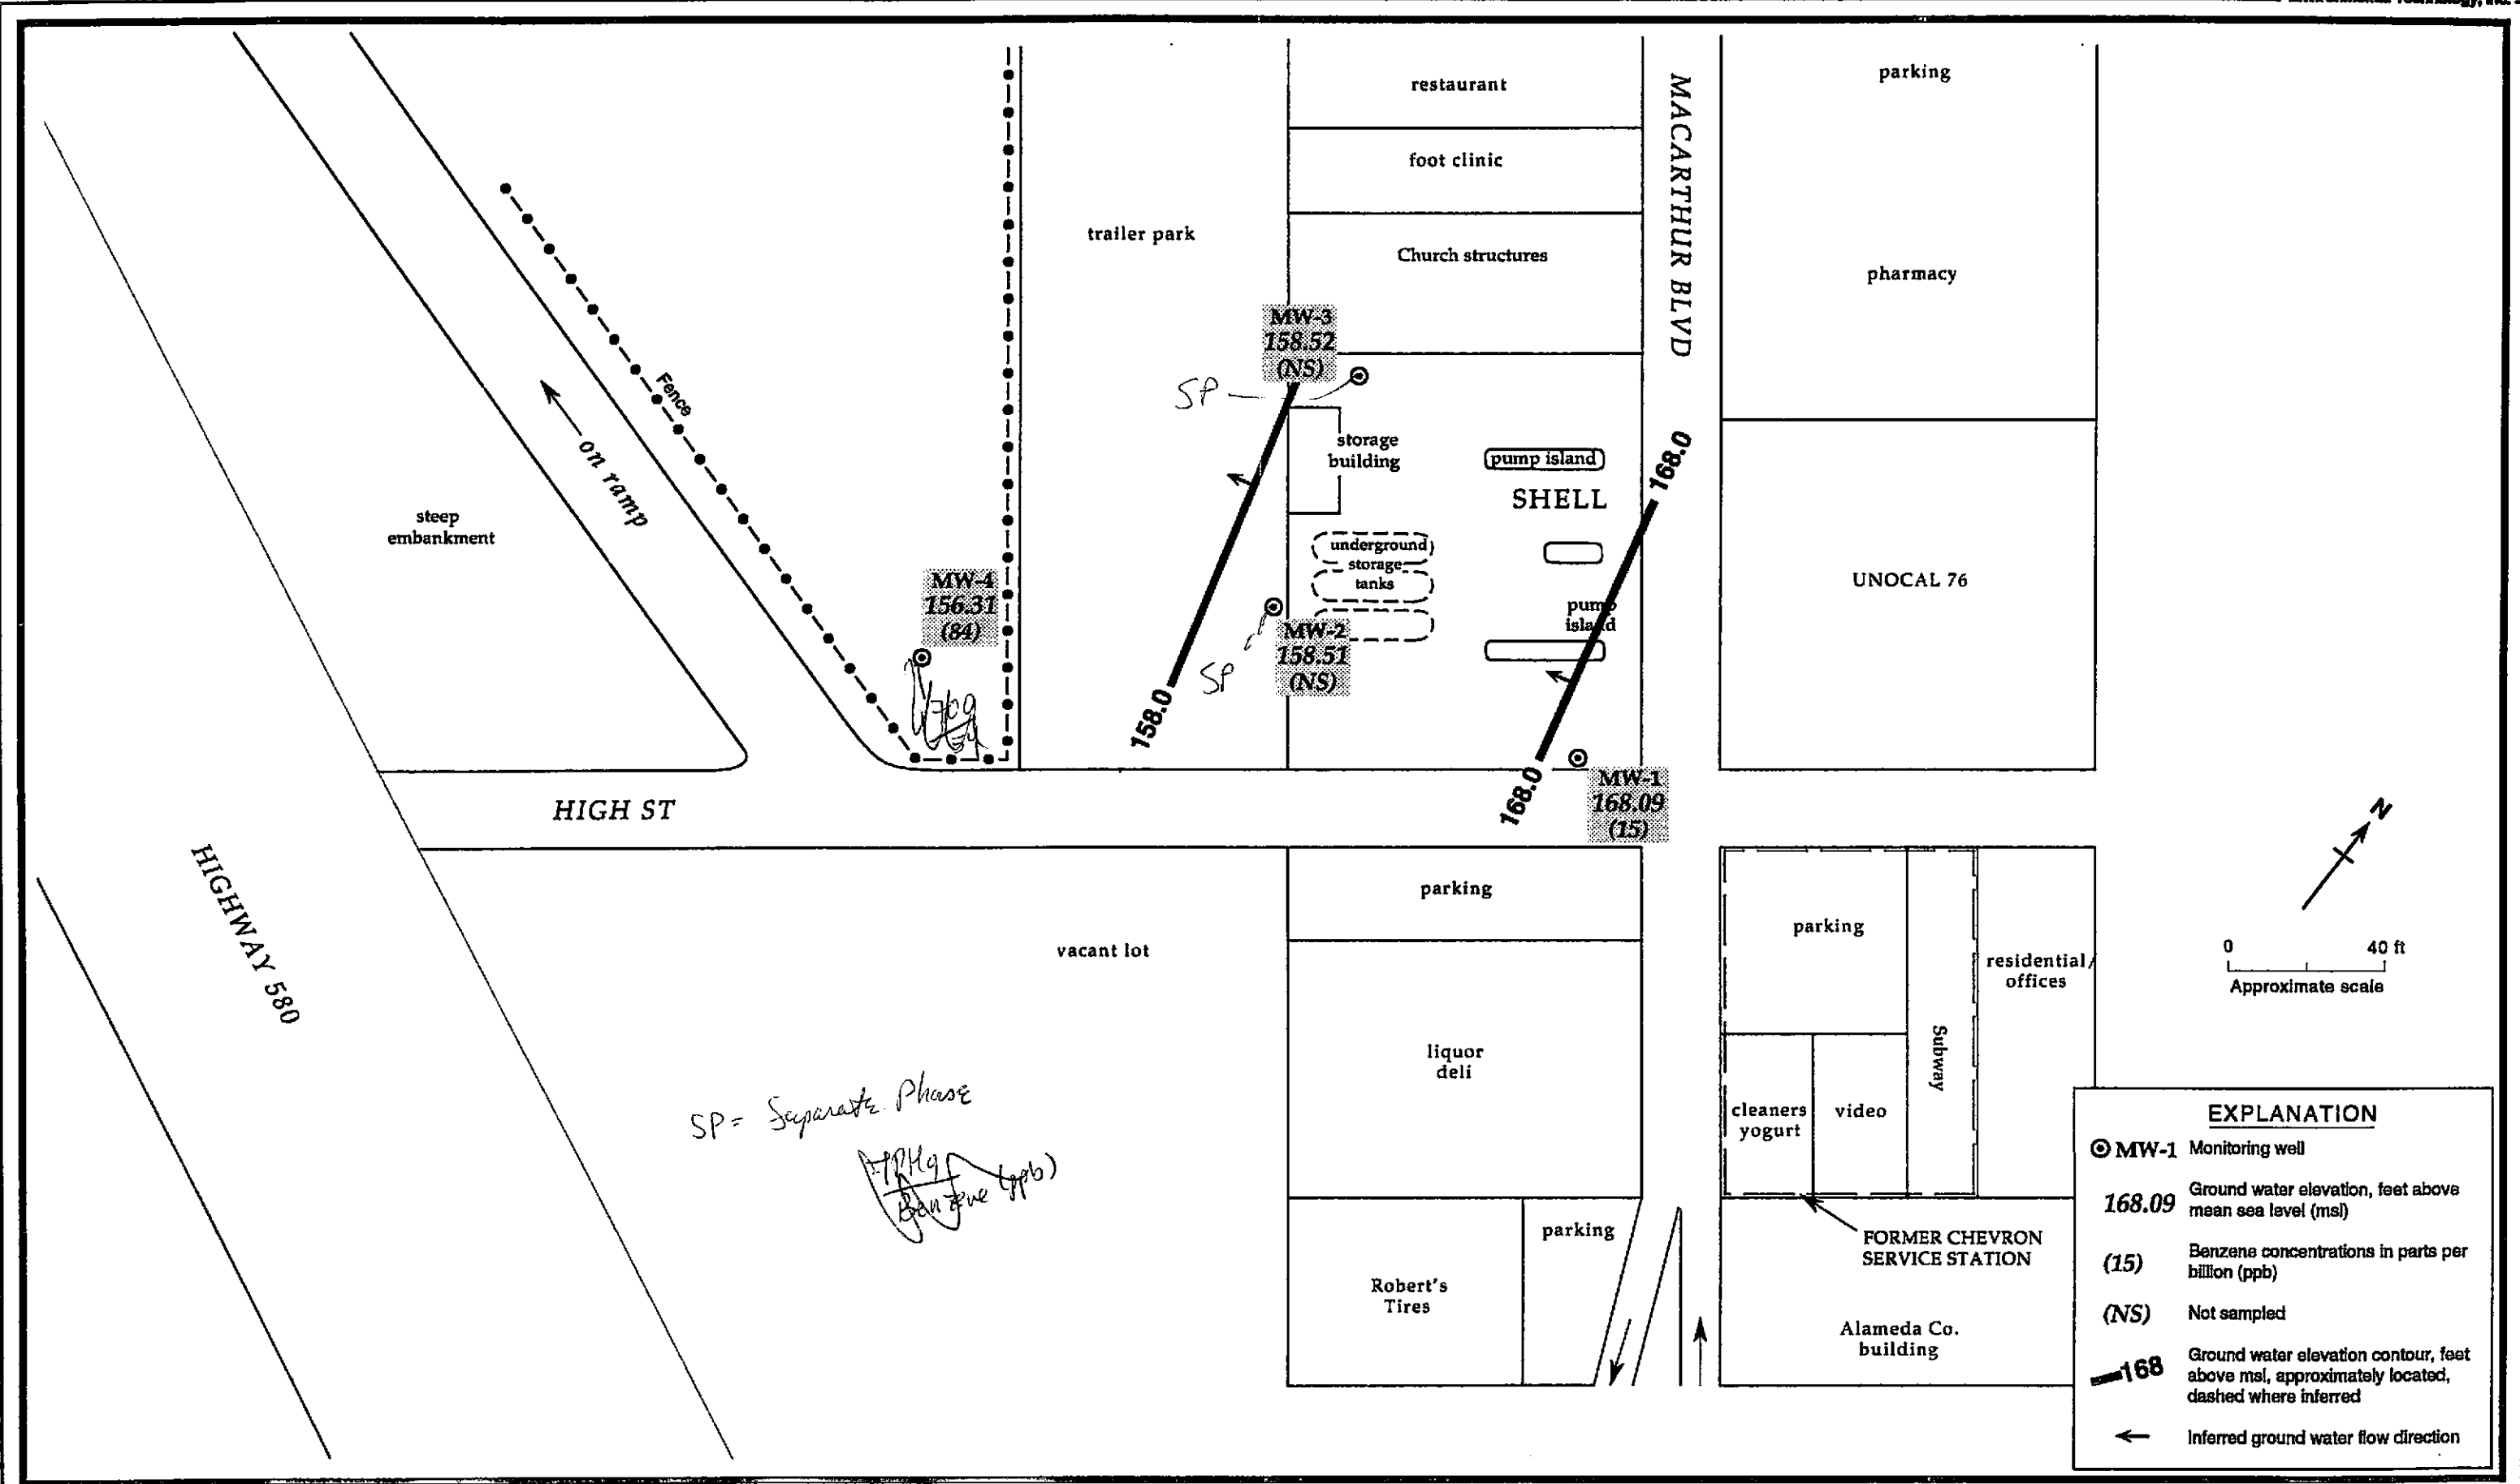 restaurant
foot clinic
Church structures
trailer park
MACARTHUR BLVD
parking
pharmacy
MW-3
158.52
(NS)
SP
Fence
on ramp
steep
embankment
storage
building
pump island
SHELL
168.0
underground
storage
tanks
pump
island
UNOCAL 76
MW-4
156.31
(84)
MW-2
158.51
(NS)
SP
158.0
168.0
MW-1
168.09
(15)
HIGH ST
HIGHWAY 580
N
0 40 ft
Approximate scale
vacant lot
parking
liquor
deli
Robert's
Tires
parking
parking
Subway
residential/
offices
cleaners
yogurt
video
FORMER CHEVRON
SERVICE STATION
Alameda Co.
building
SP = Separate Phase
TPHg
Benzene (ppb)
EXPLANATION
MW-1 Monitoring well
168.09 Ground water elevation, feet above
mean sea level (msl)
(15) Benzene concentrations in parts per
billion (ppb)
(NS) Not sampled
168 Ground water elevation contour, feet
above msl, approximately located,
dashed where inferred
Inferred ground water flow direction